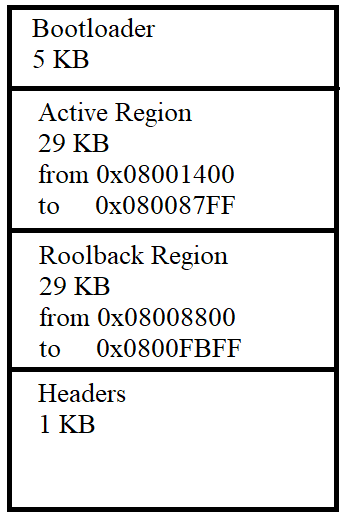 Bootloader
5 KB
Active Region
29 KB
from 0x08001400
to 0x080087FF
Roolback Region
29 KB
from 0x08008800
to 0x0800FBFF
Headers
1 KB